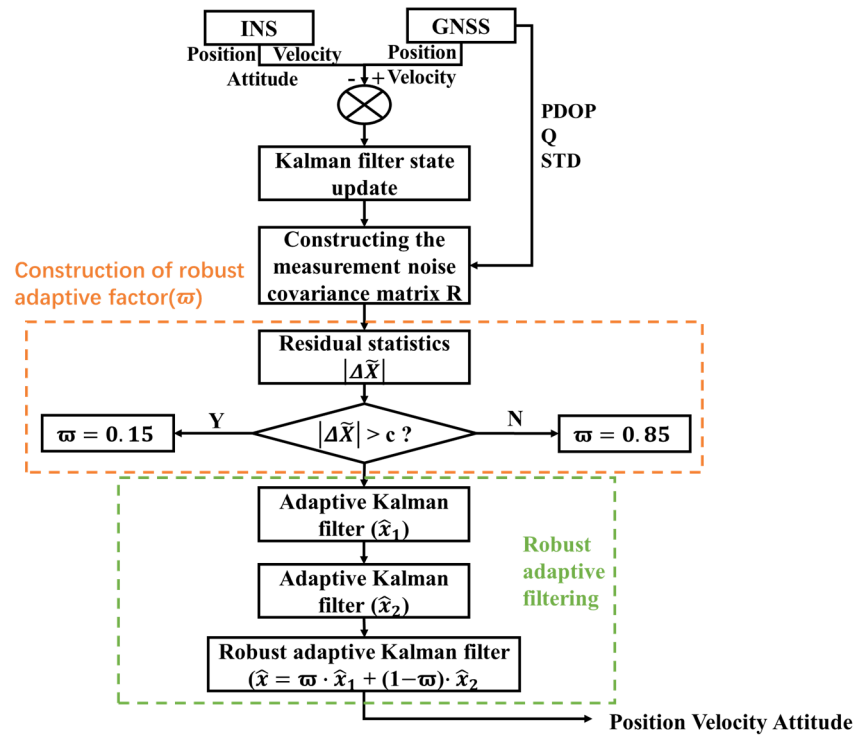 INS
GNSS
Position Velocity
Attitude
Position
Velocity
- +
PDOP
Q
STD
Kalman filter state
update
Constructing the
measurement noise
covariance matrix R
Construction of robust
adaptive factor(ϖ)
Residual statistics
|ΔX̃|
Y
|ΔX̃| > c ?
N
ϖ = 0.15
ϖ = 0.85
Adaptive Kalman
filter (x̂₁)
Adaptive Kalman
filter (x̂₂)
Robust
adaptive
filtering
Robust adaptive Kalman filter
(x̂ = ϖ · x̂₁ + (1−ϖ)· x̂₂
Position Velocity Attitude